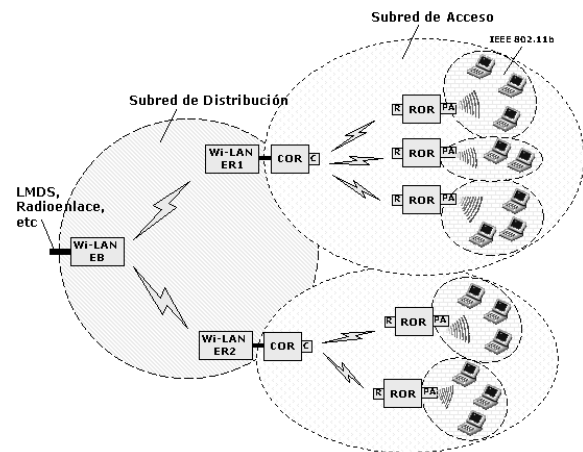 Subred de Acceso
IEEE 802.11b
Subred de Distribución
R ROR PA
Wi-LAN
ER1
COR C
R ROR PA
R ROR PA
LMDS,
Radioenlace,
etc
Wi-LAN
EB
Wi-LAN
ER2
COR C
R ROR PA
R ROR PA